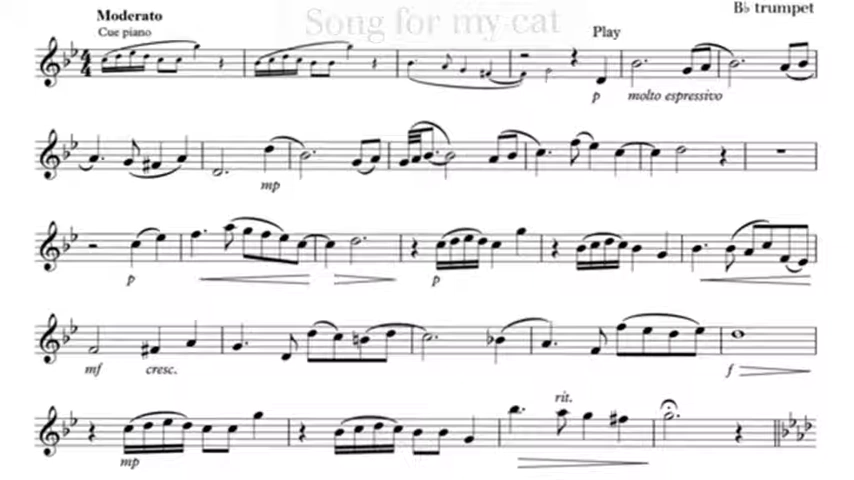 Song for my cat
B♭ trumpet
Moderato
Cue piano
Play
p molto espressivo
mp
p p
mf cresc. f
rit.
mp